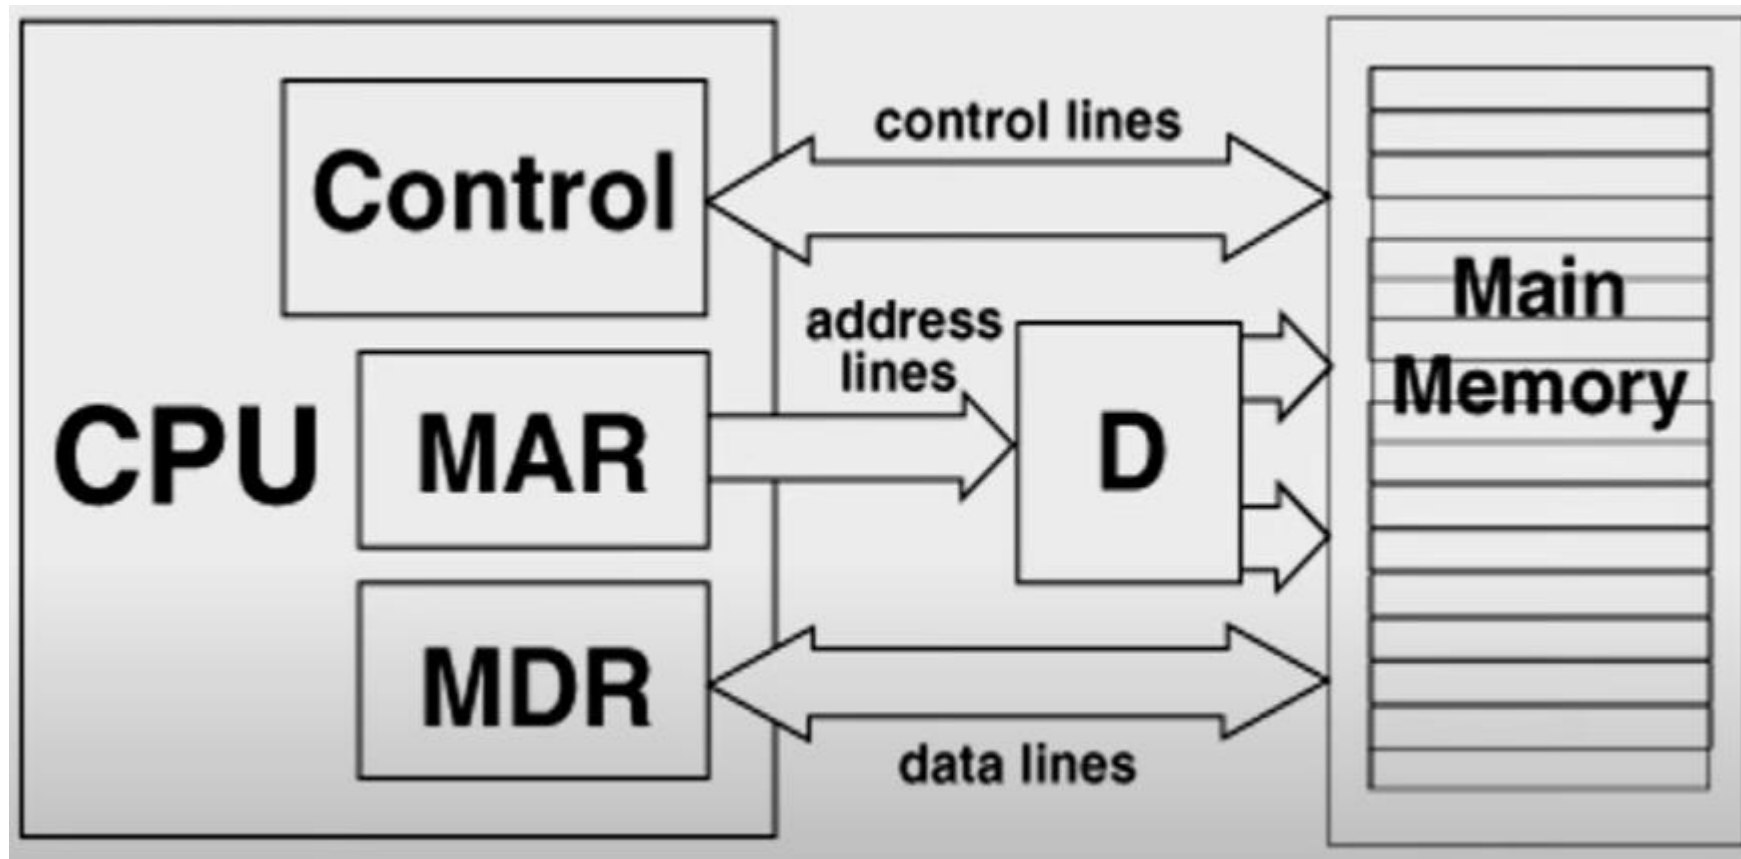 control lines
Control
Main
Memory
address
lines
CPU
MAR
D
MDR
data lines